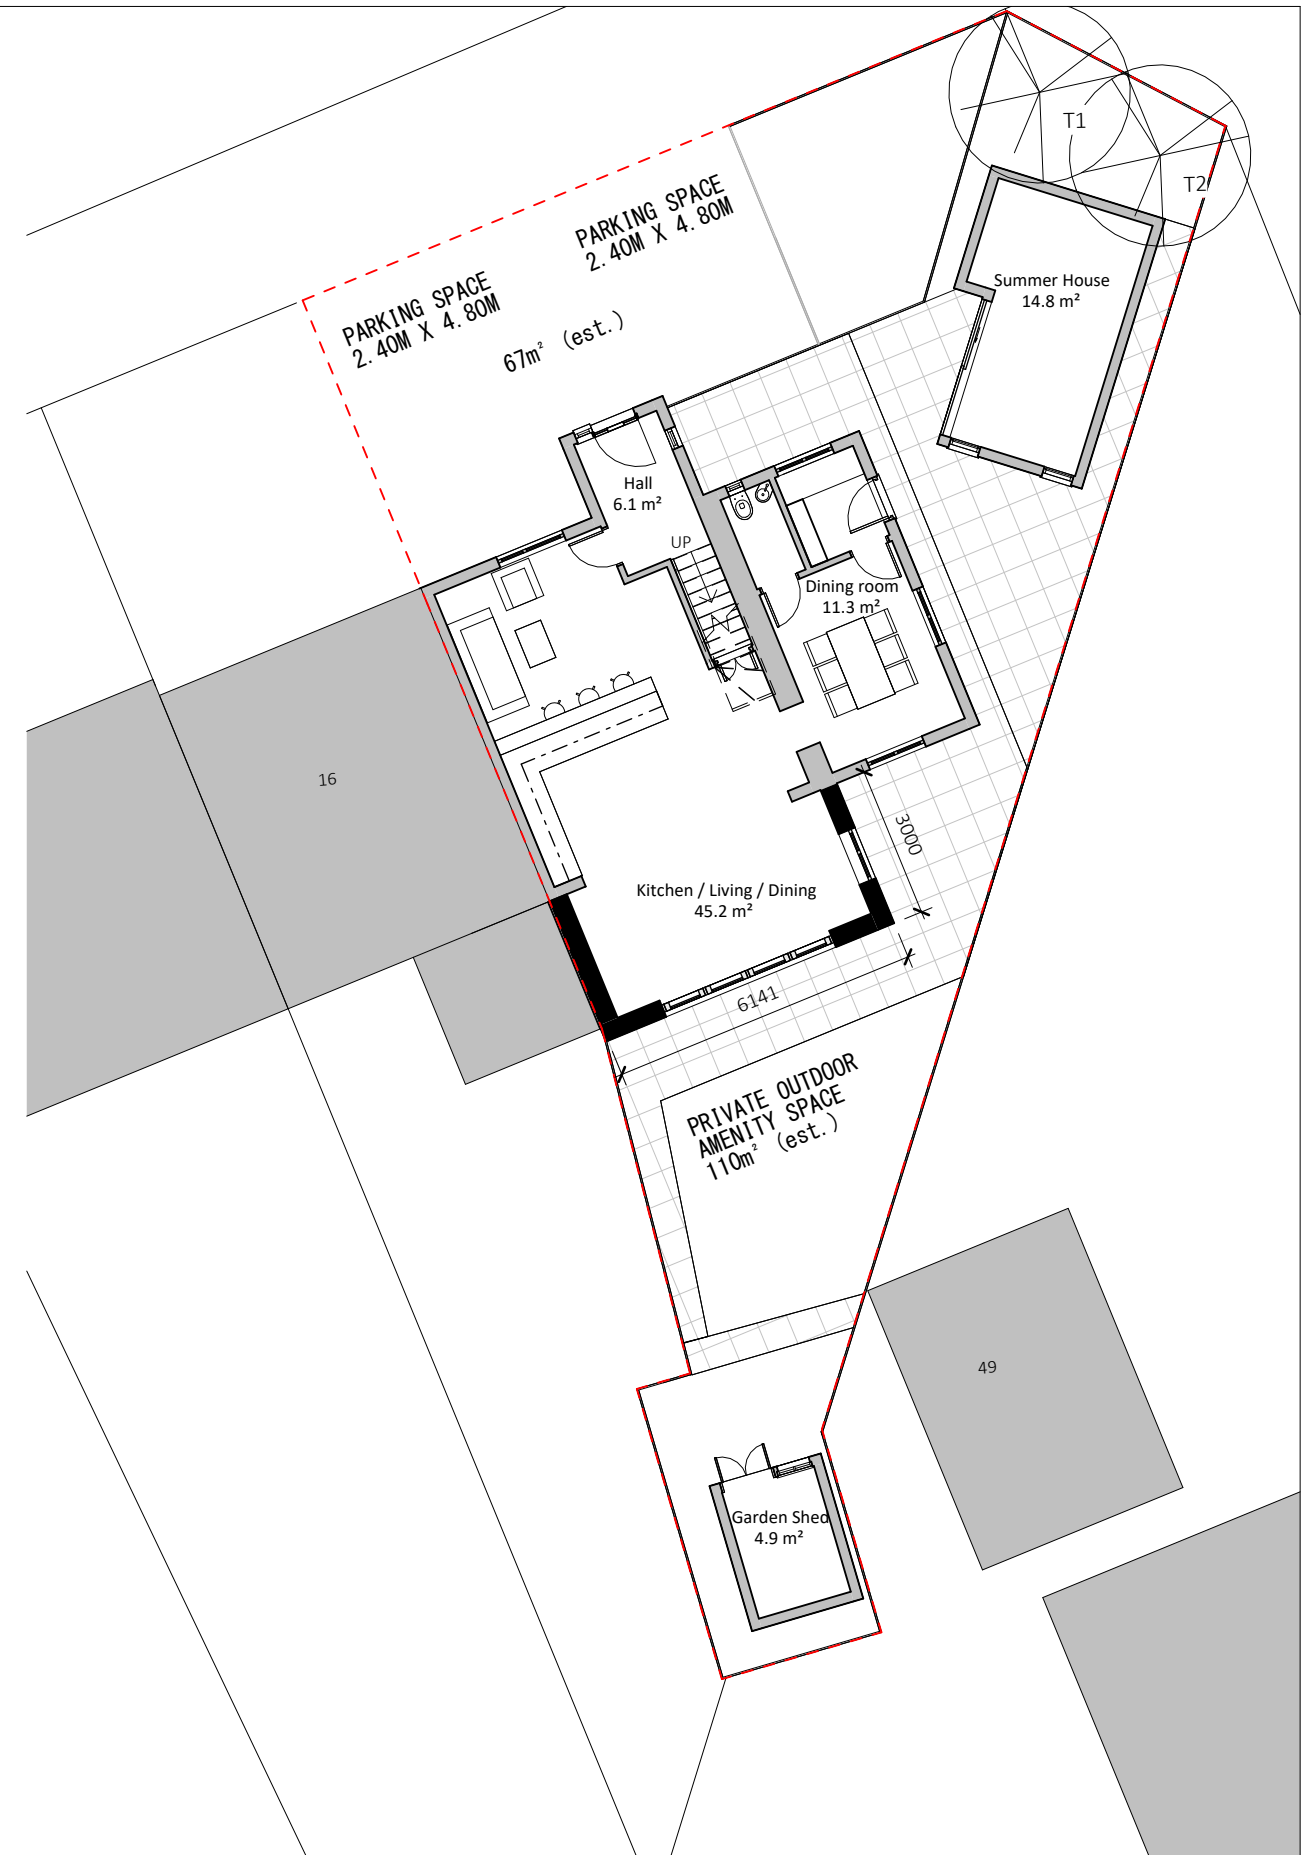 T1
T2
PARKING SPACE
2.40M X 4.80M
PARKING SPACE
2.40M X 4.80M
67m² (est.)
Summer House
14.8 m²
Hall
6.1 m²
UP
Dining room
11.3 m²
16
3000
Kitchen / Living / Dining
45.2 m²
6141
PRIVATE OUTDOOR
AMENITY SPACE
110m² (est.)
49
Garden Shed
4.9 m²